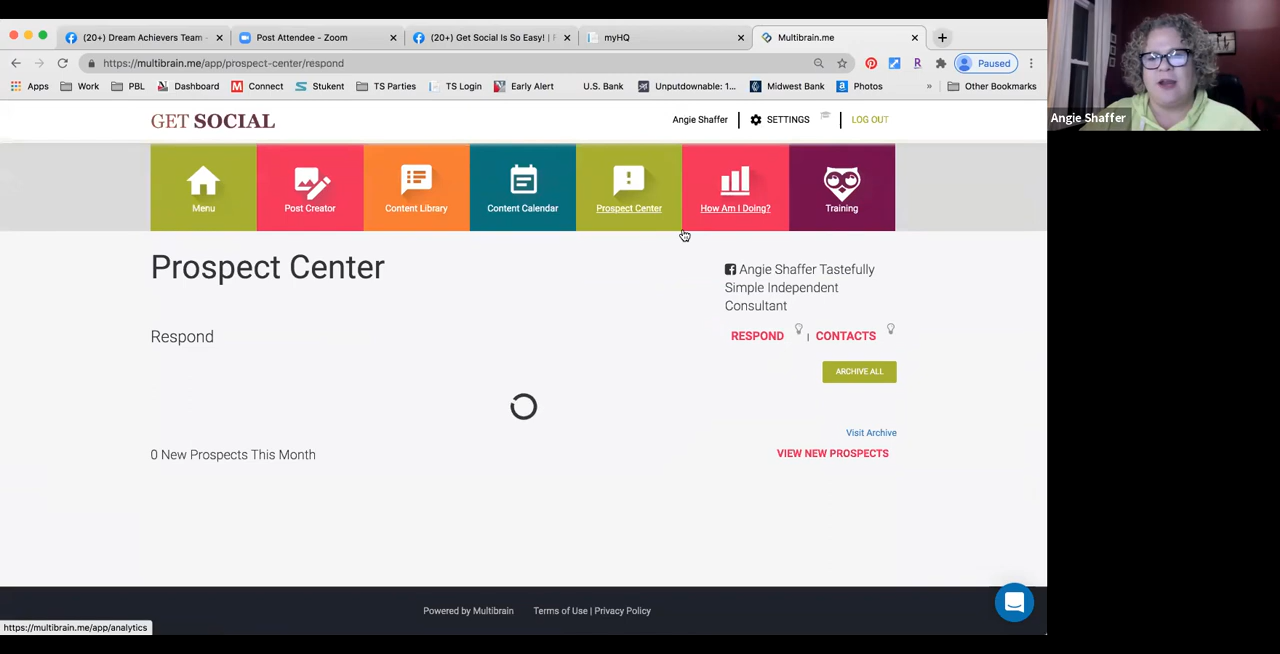 (20+) Dream Achievers Team -
Post Attendee - Zoom
(20+) Get Social Is So Easy! | F
myHQ
Multibrain.me
https://multibrain.me/app/prospect-center/respond
Paused
Apps
Work
PBL
Dashboard
Connect
Stukent
TS Parties
TS Login
Early Alert
U.S. Bank
Unputdownable: 1...
Midwest Bank
Photos
»
Other Bookmarks
Angie Shaffer
GET SOCIAL
Angie Shaffer
SETTINGS
LOG OUT
Menu
Post Creator
Content Library
Content Calendar
Prospect Center
How Am I Doing?
Training
Prospect Center
Angie Shaffer Tastefully
Simple Independent
Consultant
Respond
RESPOND | CONTACTS
ARCHIVE ALL
Visit Archive
0 New Prospects This Month
VIEW NEW PROSPECTS
Powered by Multibrain
Terms of Use | Privacy Policy
https://multibrain.me/app/analytics